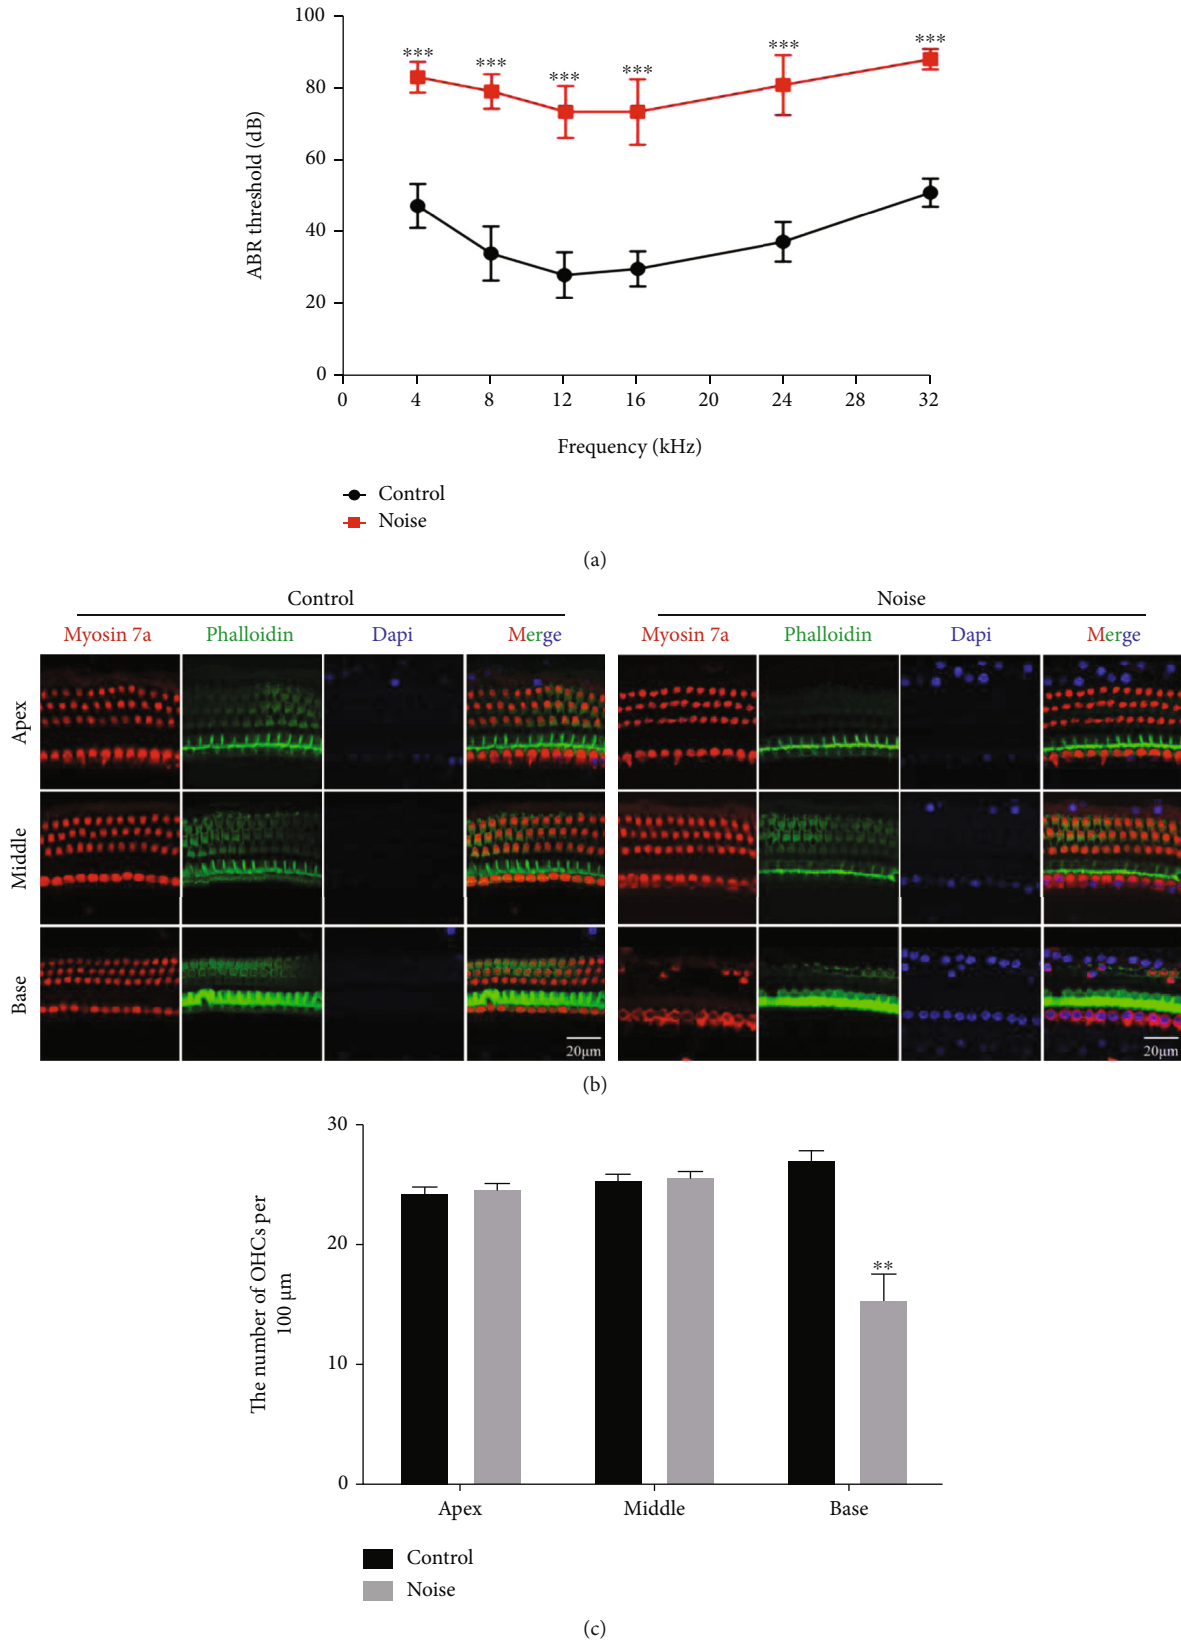 100
80
60
40
20
0
ABR threshold (dB)
*** *** *** *** *** ***
0 4 8 12 16 20 24 28 32
Frequency (kHz)
Control
Noise
(a)
Control Noise
Myosin 7a Phalloidin Dapi Merge Myosin 7a Phalloidin Dapi Merge
Apex
Middle
Base
20μm 20μm
(b)
30
20
10
0
The number of OHCs per
100 μm
**
Apex Middle Base
Control
Noise
(c)